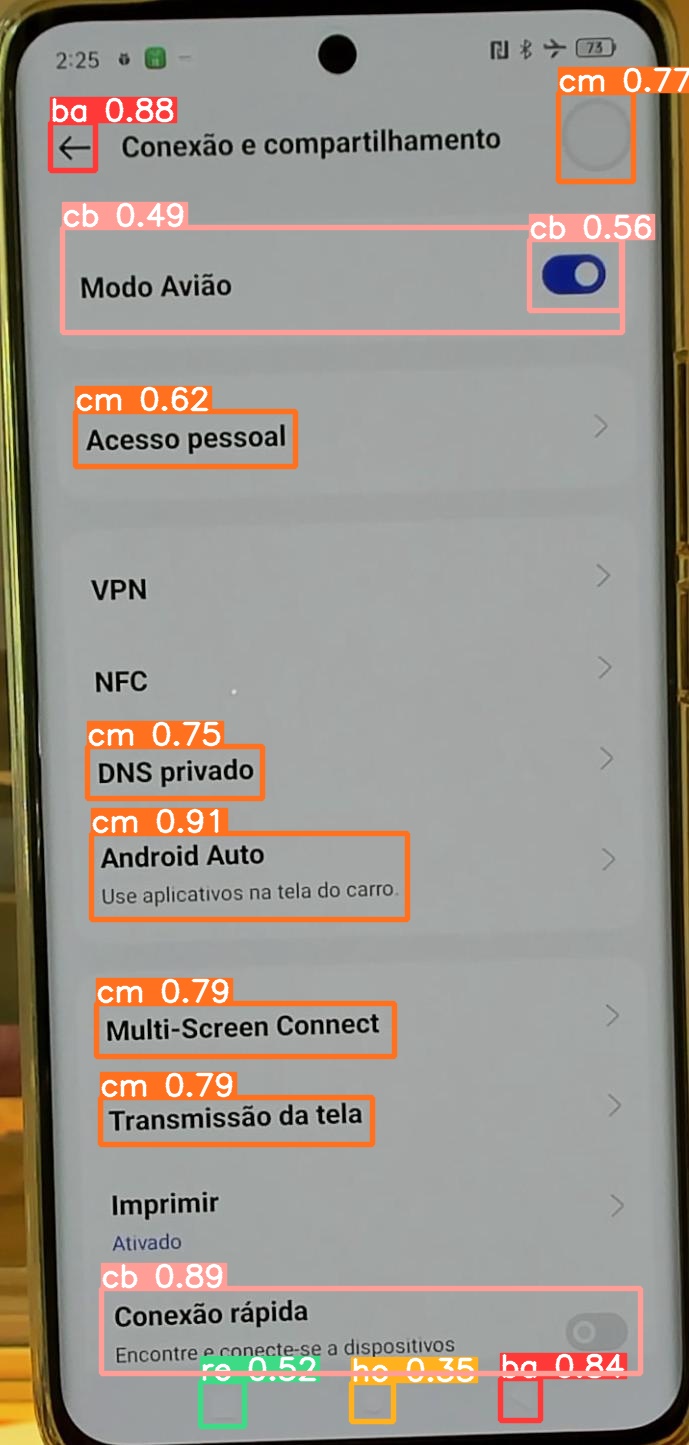 2:25
73
cm 0.77
ba 0.88
Conexão e compartilhamento
cb 0.49
cb 0.56
Modo Avião
cm 0.62
Acesso pessoal
VPN
NFC
cm 0.75
DNS privado
cm 0.91
Android Auto
Use aplicativos na tela do carro.
cm 0.79
Multi-Screen Connect
cm 0.79
Transmissão da tela
Imprimir
Ativado
cb 0.89
Conexão rápida
Encontre e conecte-se a dispositivos
re 0.52
ho 0.35
ba 0.84